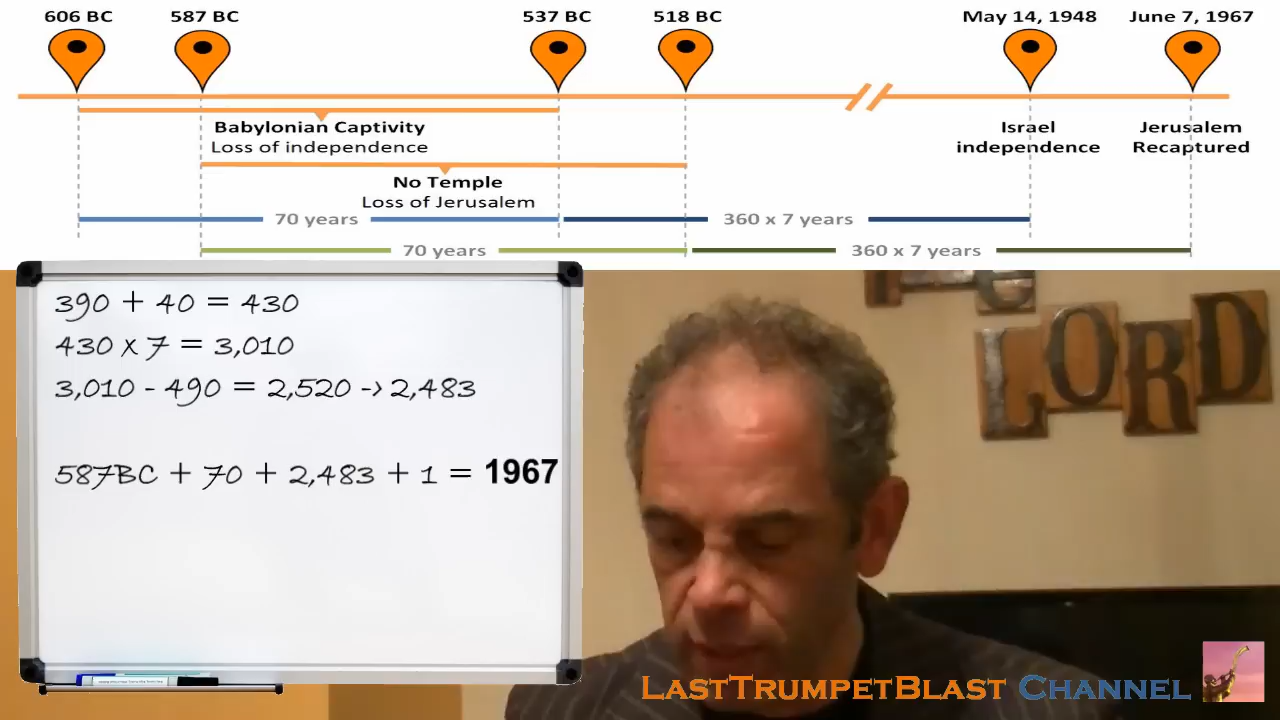 606 BC 587 BC 537 BC 518 BC May 14, 1948 June 7, 1967
Babylonian Captivity
Loss of independence
Israel
independence
Jerusalem
Recaptured
No Temple
Loss of Jerusalem
70 years 360 x 7 years
70 years 360 x 7 years
390 + 40 = 430
430 x 7 = 3,010
3,010 - 490 = 2,520 -> 2,483
587BC + 70 + 2,483 + 1 = 1967
The
LORD
LASTTRUMPETBLAST CHANNEL